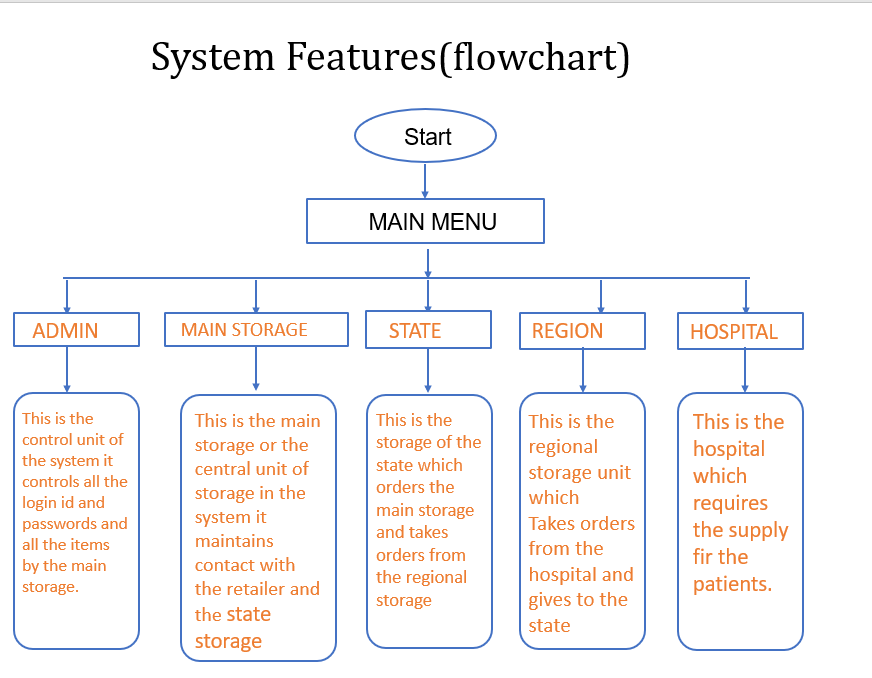 System Features(flowchart)
Start
MAIN MENU
ADMIN
MAIN STORAGE
STATE
REGION
HOSPITAL
This is the
control unit of
the system it
controls all the
login id and
passwords and
all the items
by the main
storage.
This is the main
storage or the
central unit of
storage in the
system it
maintains
contact with
the retailer and
the state
storage
This is the
storage of the
state which
orders the
main storage
and takes
orders from
the regional
storage
This is the
regional
storage unit
which
Takes orders
from the
hospital and
gives to the
state
This is the
hospital
which
requires
the supply
fir the
patients.